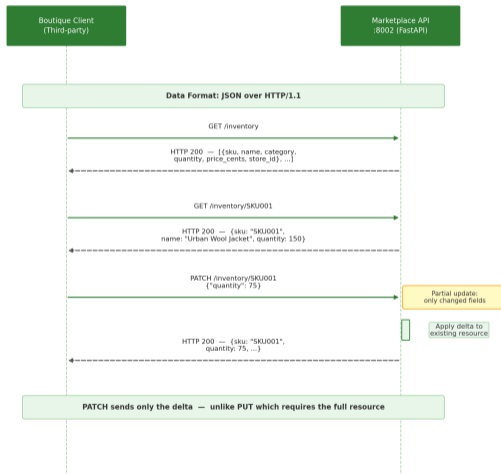 Boutique Client
(Third-party)
Marketplace API
:8002 (FastAPI)
Data Format: JSON over HTTP/1.1
GET /inventory
HTTP 200 — [{sku, name, category,
quantity, price_cents, store_id}, ...]
GET /inventory/SKU001
HTTP 200 — {sku: "SKU001",
name: "Urban Wool Jacket", quantity: 150}
PATCH /inventory/SKU001
{"quantity": 75}
Partial update:
only changed fields
Apply delta to
existing resource
HTTP 200 — {sku: "SKU001",
quantity: 75, ...}
PATCH sends only the delta — unlike PUT which requires the full resource